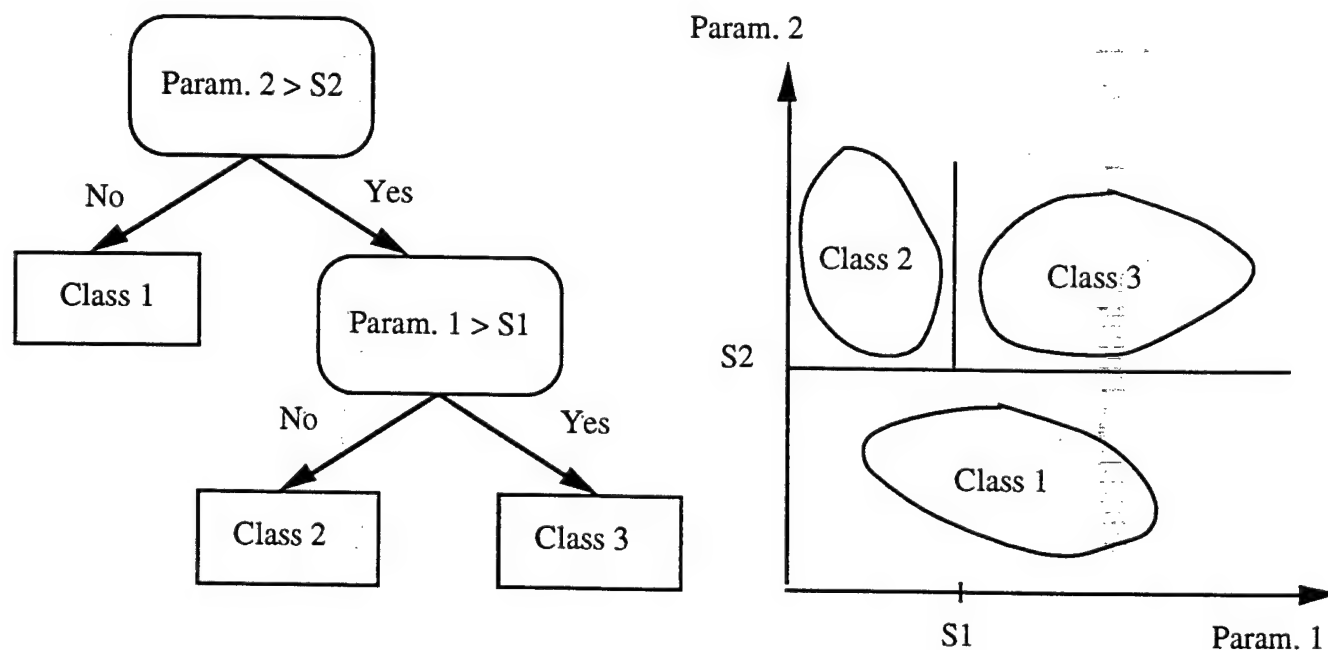 Param. 2 > S2
No
Yes
Class 1
Param. 1 > S1
No
Yes
Class 2
Class 3
Param. 2
Class 2
Class 3
S2
Class 1
S1
Param. 1